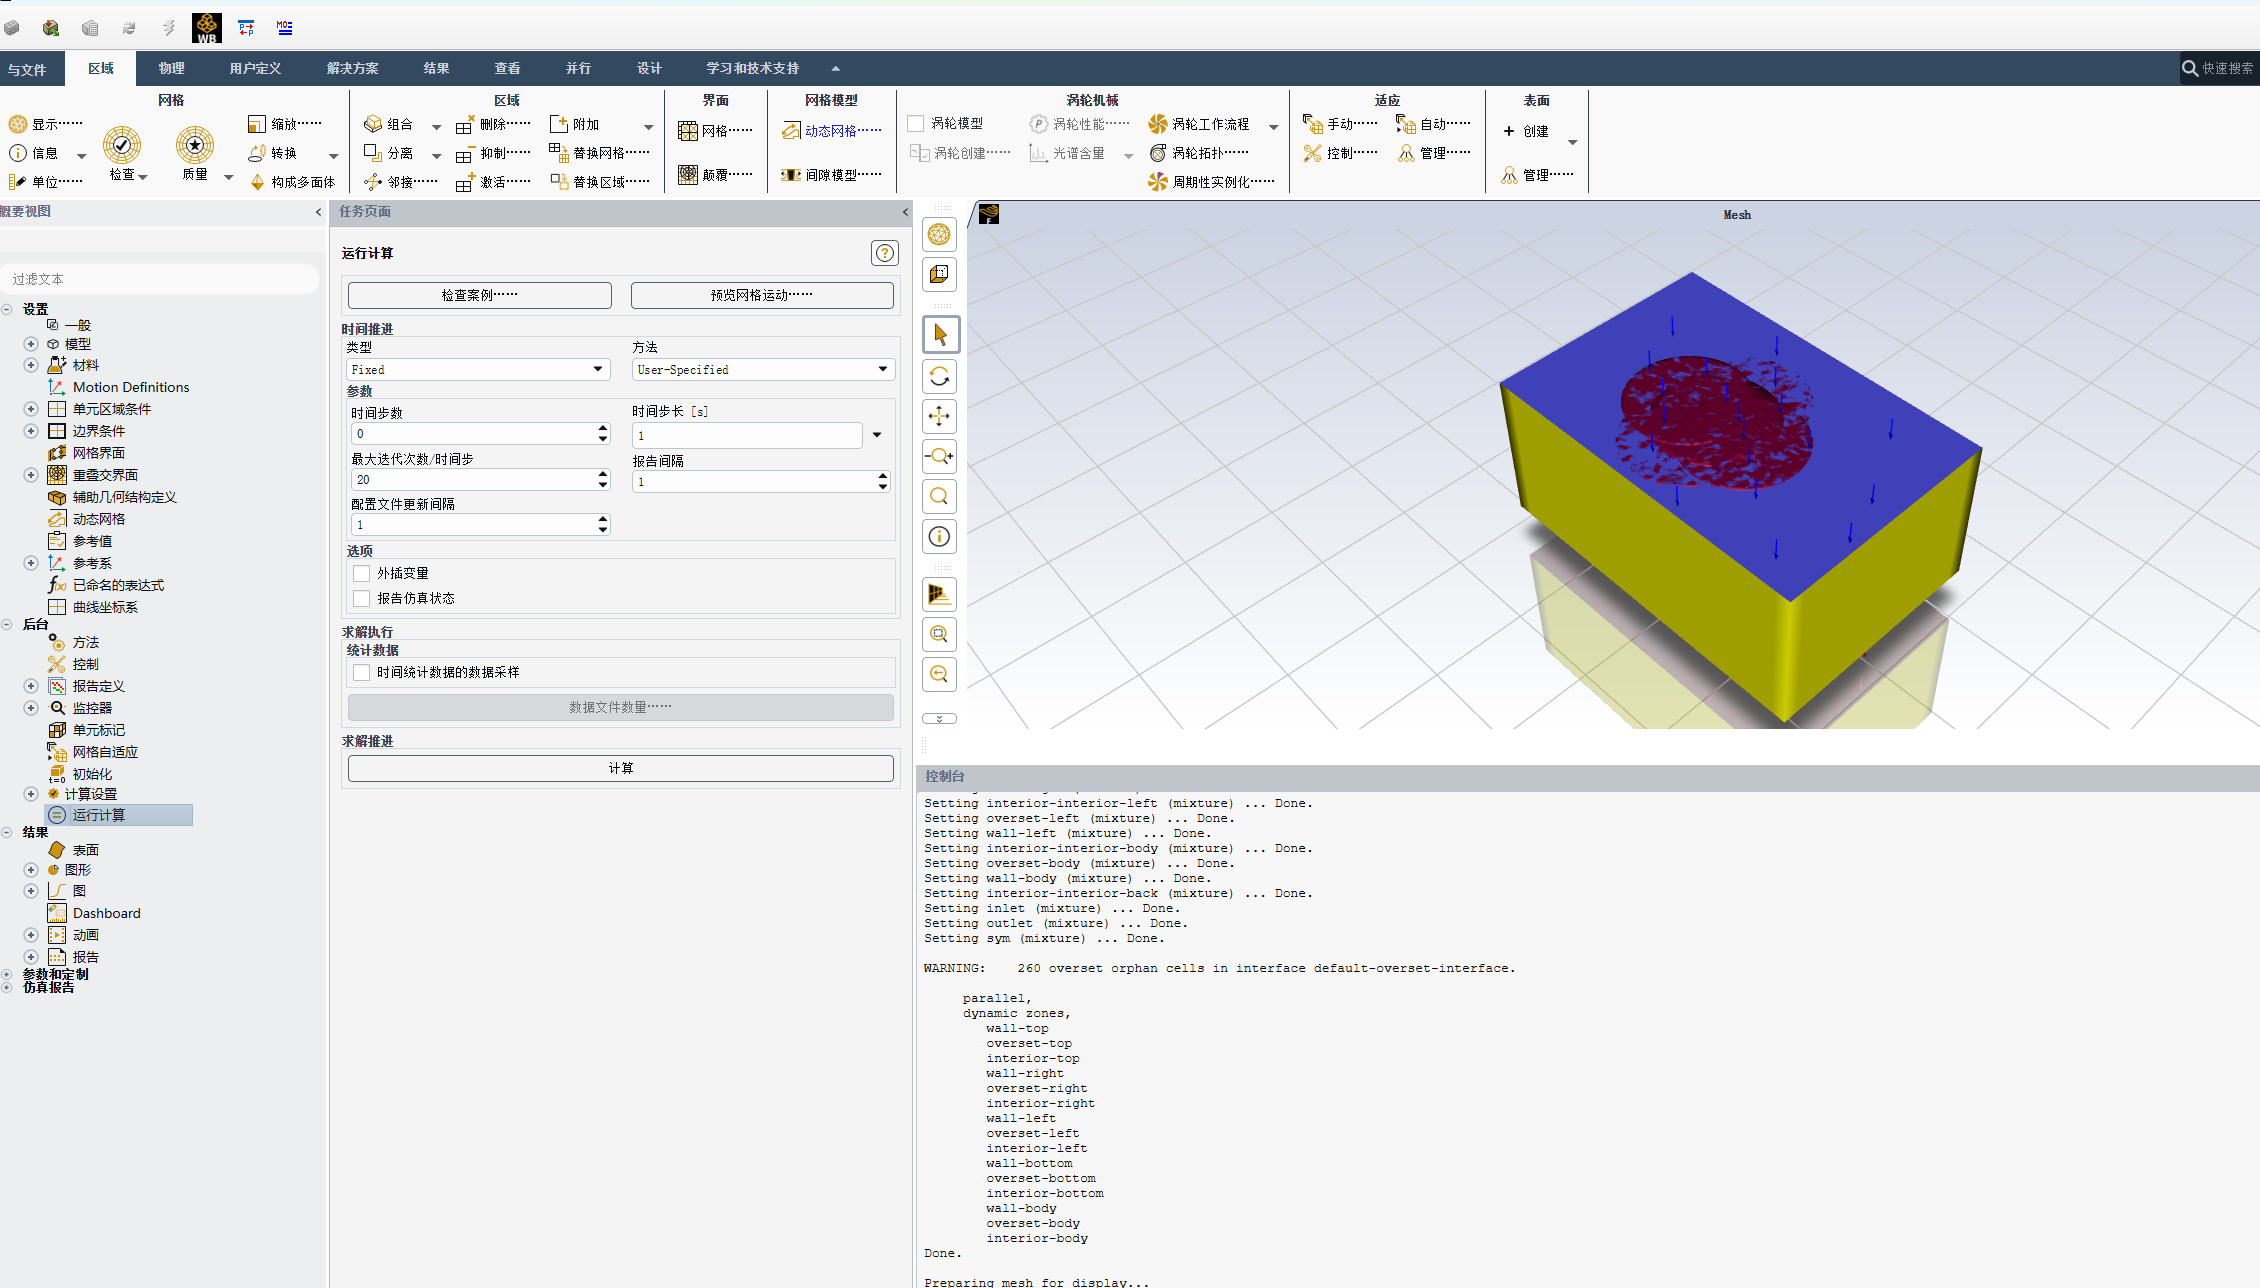 WB
与文件 区域 物理 用户定义 解决方案 结果 查看 并行 设计 学习和技术支持 快速搜索
网格
显示……
信息
单位……
检查
质量
缩放……
转换
构成多面体
区域
组合
分离
邻接……
删除……
抑制……
激活……
附加
替换网格……
替换区域……
界面
网格……
颠覆……
网格模型
动态网格……
间隙模型……
涡轮机械
涡轮模型
涡轮创建……
涡轮性能……
光谱含量
涡轮工作流程
涡轮拓扑……
周期性实例化……
适应
手动……
控制……
自动……
管理……
表面
创建
管理……
概要视图
过滤文本
设置
一般
模型
材料
Motion Definitions
单元区域条件
边界条件
网格界面
重叠交界面
辅助几何结构定义
动态网格
参考值
参考系
已命名的表达式
曲线坐标系
后台
方法
控制
报告定义
监控器
单元标记
网格自适应
初始化
计算设置
运行计算
结果
表面
图形
图
Dashboard
动画
报告
参数和定制
仿真报告
任务页面
运行计算
检查案例…… 预览网格运动……
时间推进
类型 方法
Fixed User-Specified
参数
时间步数 时间步长 [s]
0 1
最大迭代次数/时间步 报告间隔
20 1
配置文件更新间隔
1
选项
外插变量
报告仿真状态
求解执行
统计数据
时间统计数据的数据采样
数据文件数量……
求解推进
计算
Mesh
控制台
Setting interior-interior-left (mixture) ... Done.
Setting overset-left (mixture) ... Done.
Setting wall-left (mixture) ... Done.
Setting interior-interior-body (mixture) ... Done.
Setting overset-body (mixture) ... Done.
Setting wall-body (mixture) ... Done.
Setting interior-interior-back (mixture) ... Done.
Setting inlet (mixture) ... Done.
Setting outlet (mixture) ... Done.
Setting sym (mixture) ... Done.
WARNING: 260 overset orphan cells in interface default-overset-interface.
parallel,
dynamic zones,
wall-top
overset-top
interior-top
wall-right
overset-right
interior-right
wall-left
overset-left
interior-left
wall-bottom
overset-bottom
interior-bottom
wall-body
overset-body
interior-body
Done.
Preparing mesh for display...